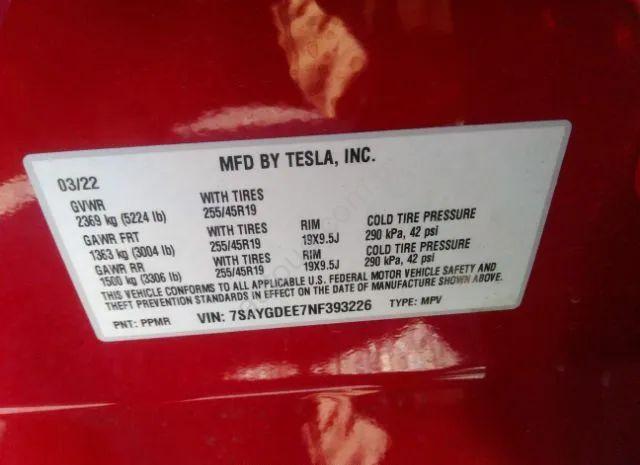 MFD BY TESLA, INC.
03/22
GVWR WITH TIRES
2369 kg (5224 lb) 255/45R19
GAWR FRT WITH TIRES RIM COLD TIRE PRESSURE
1363 kg (3004 lb) 255/45R19 19X9.5J 290 kPa, 42 psi
GAWR RR WITH TIRES RIM COLD TIRE PRESSURE
1500 kg (3306 lb) 255/45R19 19X9.5J 290 kPa, 42 psi
THIS VEHICLE CONFORMS TO ALL APPLICABLE U.S. FEDERAL MOTOR VEHICLE SAFETY AND
THEFT PREVENTION STANDARDS IN EFFECT ON THE DATE OF MANUFACTURE SHOWN ABOVE.
PNT: PPMR VIN: 7SAYGDEE7NF393226 TYPE: MPV